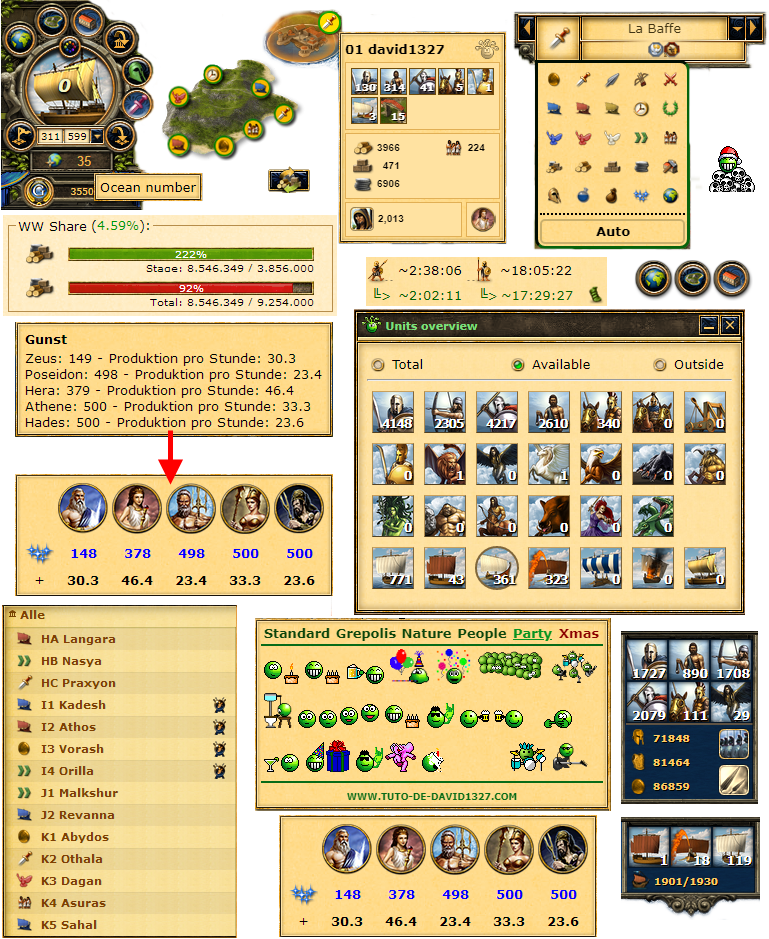 0
311 599
35
3550
Ocean number
01 david1327
130 314 41 5 1
3 15
3966 224
471
6906
2,013
La Baffe
Auto
WW Share (4.59%):
222%
Stage: 8.546.349 / 3.856.000
92%
Total: 8.546.349 / 9.254.000
~2:38:06 ~18:05:22
~2:02:11 ~17:29:27
Gunst
Zeus: 149 - Produktion pro Stunde: 30.3
Poseidon: 498 - Produktion pro Stunde: 23.4
Hera: 379 - Produktion pro Stunde: 46.4
Athene: 500 - Produktion pro Stunde: 33.3
Hades: 500 - Produktion pro Stunde: 23.6
148 378 498 500 500
+ 30.3 46.4 23.4 33.3 23.6
Units overview
Total Available Outside
4148 2305 4217 2610 340 0 0
0 1 0 1 0 0 0
0 0 0 0 0 0
771 43 361 323 0 0 0
Alle
HA Langara
HB Nasya
HC Praxyon
I1 Kadesh
I2 Athos
I3 Vorash
I4 Orilla
J1 Malkshur
J2 Revanna
K1 Abydos
K2 Othala
K3 Dagan
K4 Asuras
K5 Sahal
Standard Grepolis Nature People Party Xmas
WWW.TUTO-DE-DAVID1327.COM
1727 890 1708
2079 111 29
71848
81464
86859
148 378 498 500 500
+ 30.3 46.4 23.4 33.3 23.6
1 18 119
1901/1930